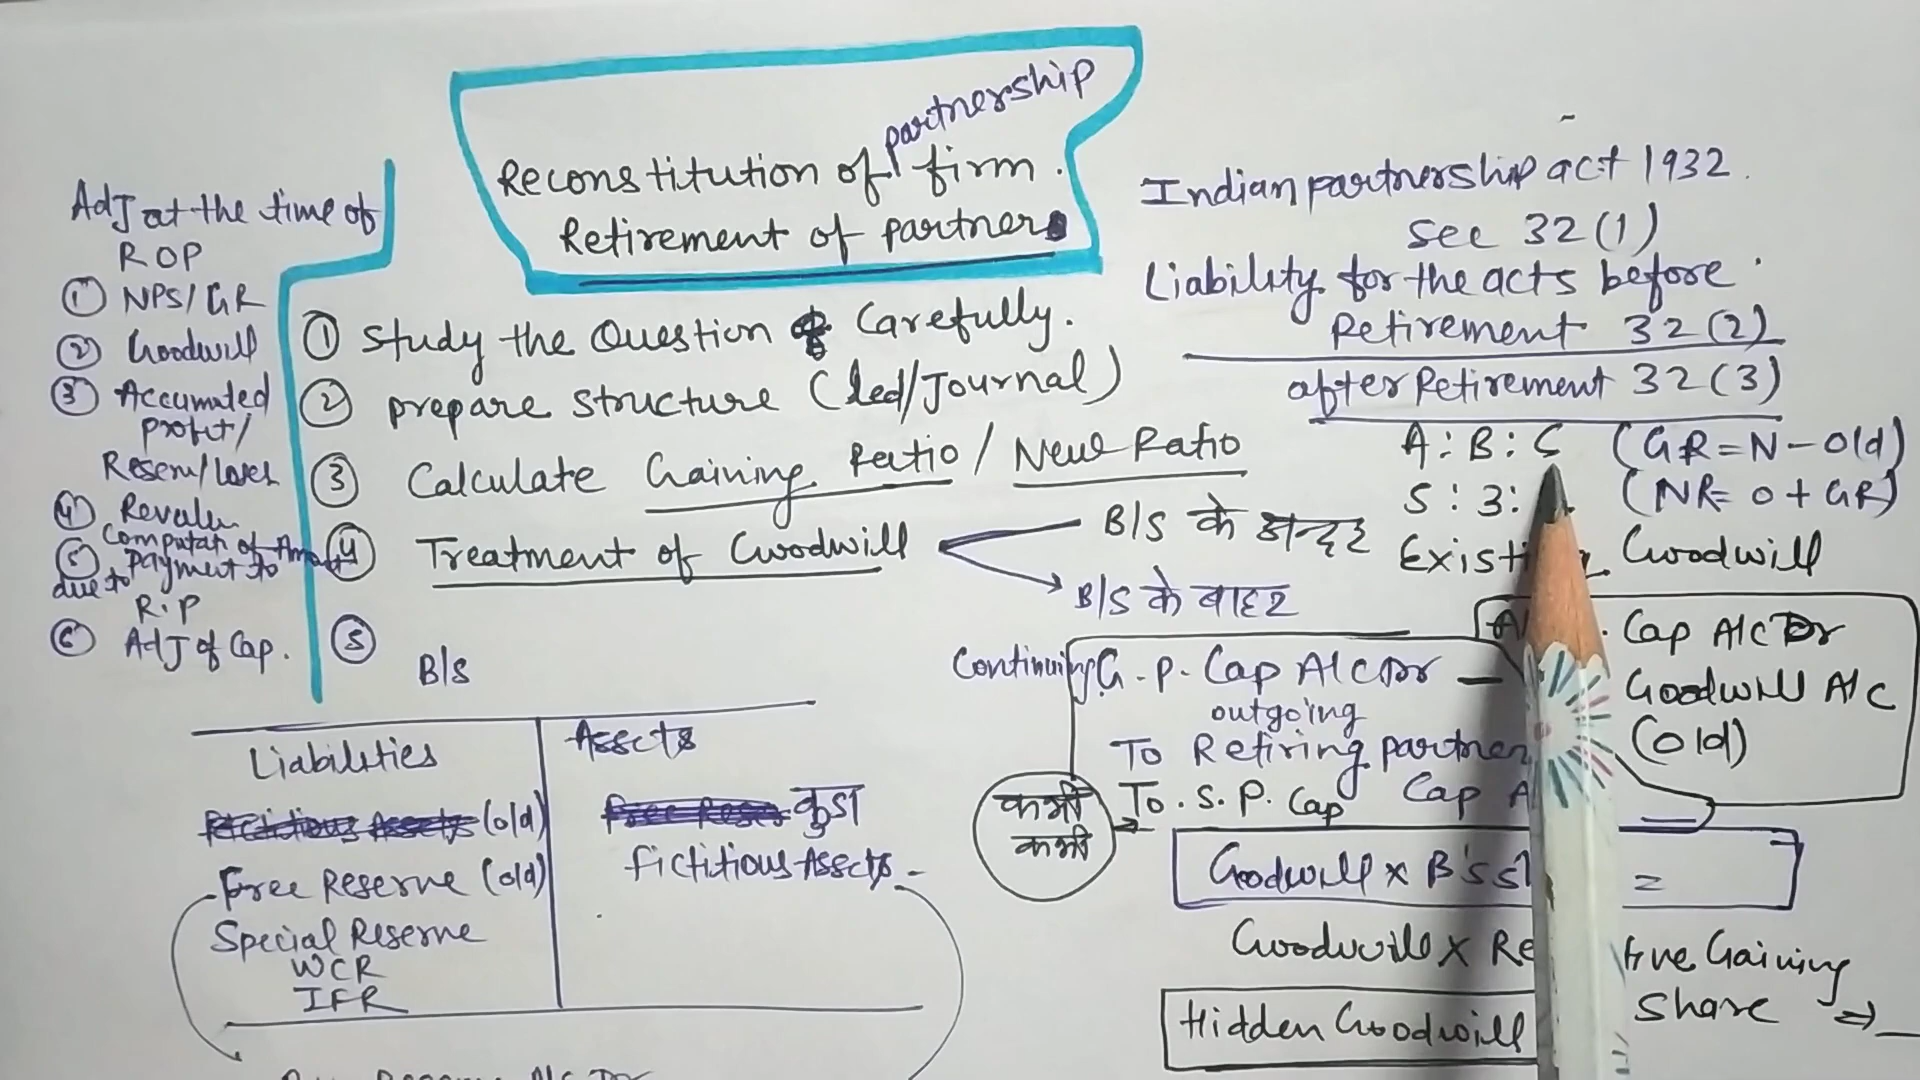 partnership
Reconstitution of firm.
Retirement of partner
Adj at the time of
ROP
① NPS/GR
② Goodwill
③ Accumated
profit/
Reserve/Loses
④ Revalu
⑤ Computatn of Amount
due to payment to
R.P
⑥ Adj of Cap.
① Study the Question Carefully.
② prepare structure (led/Journal)
③ Calculate Gaining Ratio / New Ratio
④ Treatment of Goodwill
B/S के अन्दर
B/S के बाहर
⑤
B/S
Liabilities
Assets
(old)
Free Reserve (old)
Special Reserve
WCR
IFR
कुछ
fictitious Assets
Indian partnership act 1932.
sec 32(1)
Liability for the acts before
Retirement 32(2)
after Retirement 32(3)
A : B : C (GR = N - old)
5 : 3 : (NR = O + GR)
Goodwill
Cap A/C Dr
Goodwill A/c
(old)
Continuing G.P. Cap A/C Dr
outgoing
To Retiring partner
Cap A
कभी
कभी
To. S. P. Cap
Goodwill x B's =
Goodwill x Gaining
Share
Hidden Goodwill